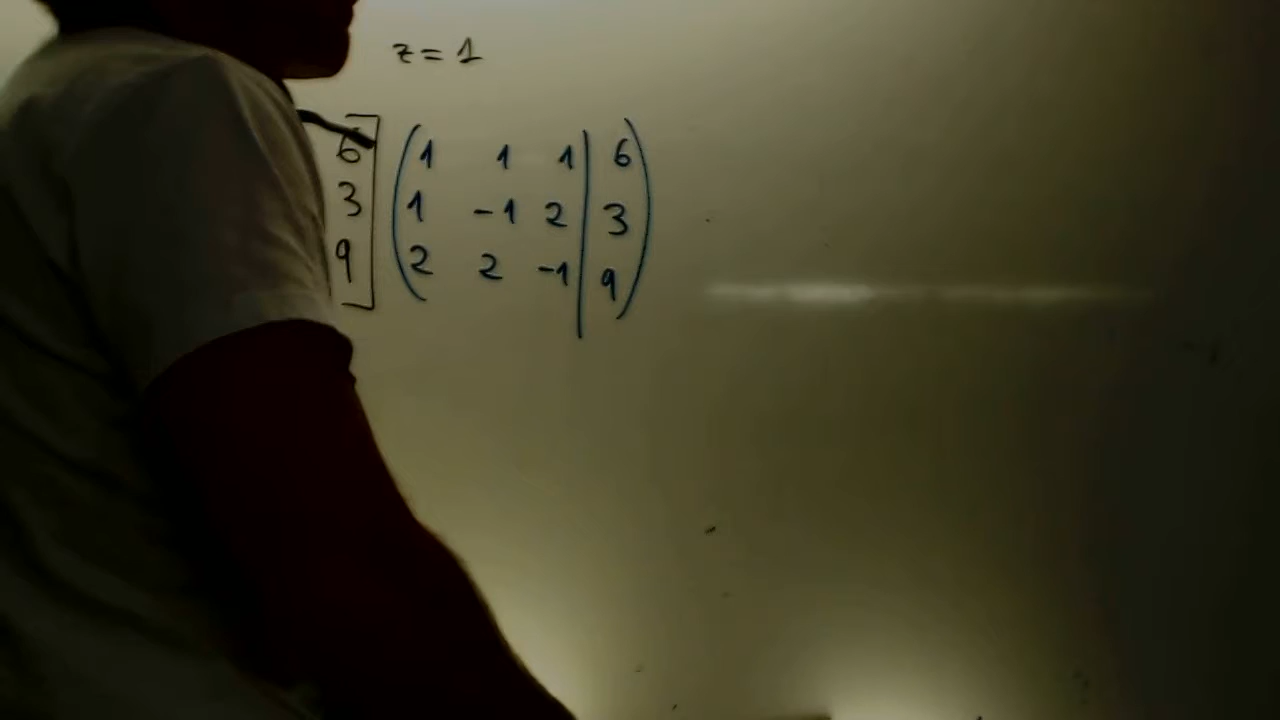 z = 1
6 ] ( 1 1 1 | 6 )
3 ] ( 1 -1 2 | 3 )
9 ] ( 2 2 -1 | 9 )